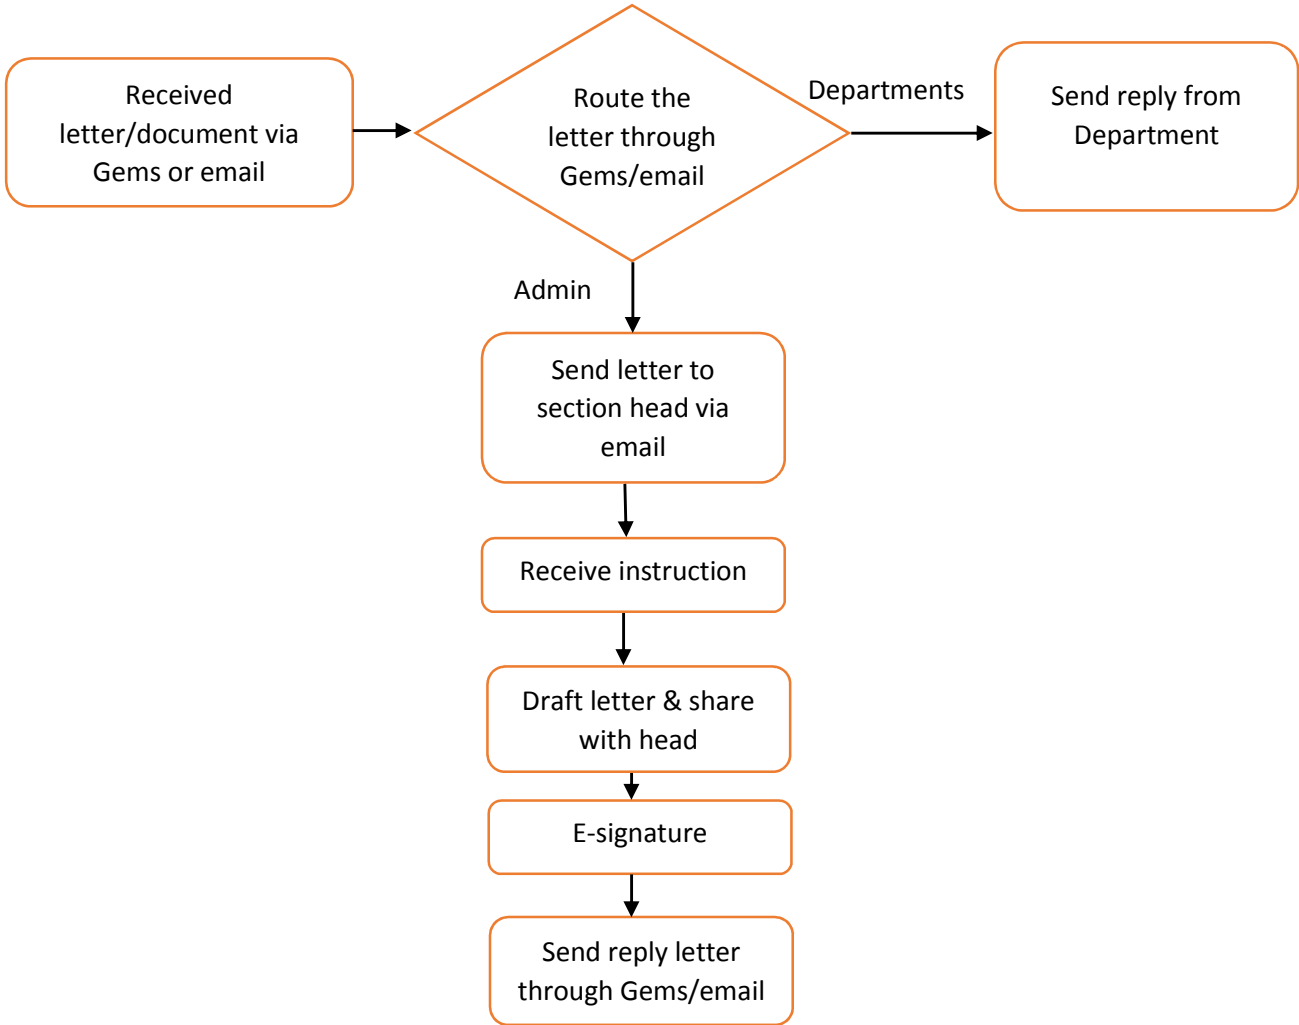 Received
letter/document via
Gems or email
Route the
letter through
Gems/email
Departments
Send reply from
Department
Admin
Send letter to
section head via
email
Receive instruction
Draft letter & share
with head
E-signature
Send reply letter
through Gems/email